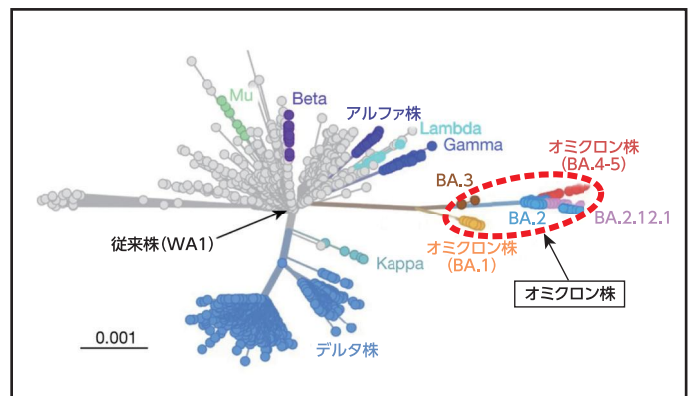 Mu
Beta
アルファ株
Lambda
Gamma
オミクロン株
(BA.4-5)
BA.3
BA.2
BA.2.12.1
従来株(WA1)
オミクロン株
(BA.1)
Kappa
オミクロン株
0.001
デルタ株